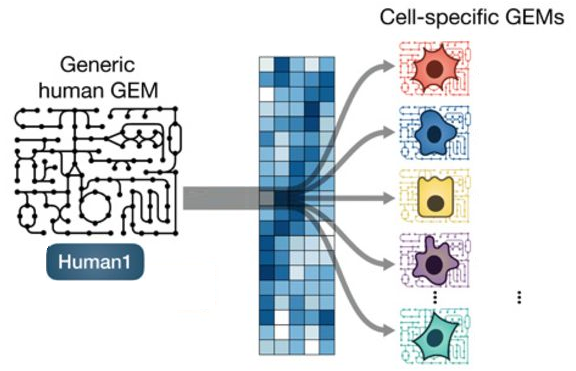 Cell-specific GEMs
Generic
human GEM
Human1